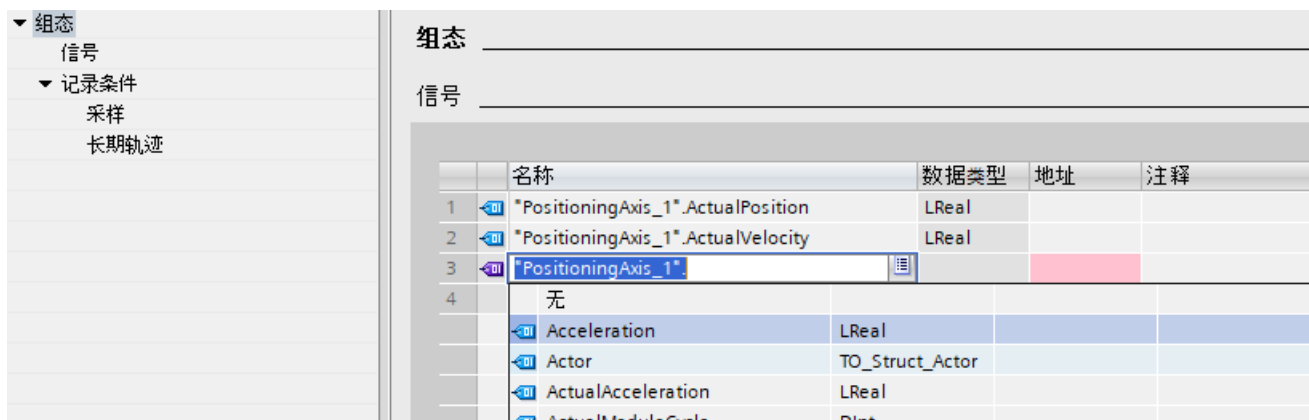 组态
信号
记录条件
采样
长期轨迹
组态
信号
名称 数据类型 地址 注释
1 "PositioningAxis_1".ActualPosition LReal
2 "PositioningAxis_1".ActualVelocity LReal
3 "PositioningAxis_1".
4 无
Acceleration LReal
Actor TO_Struct_Actor
ActualAcceleration LReal